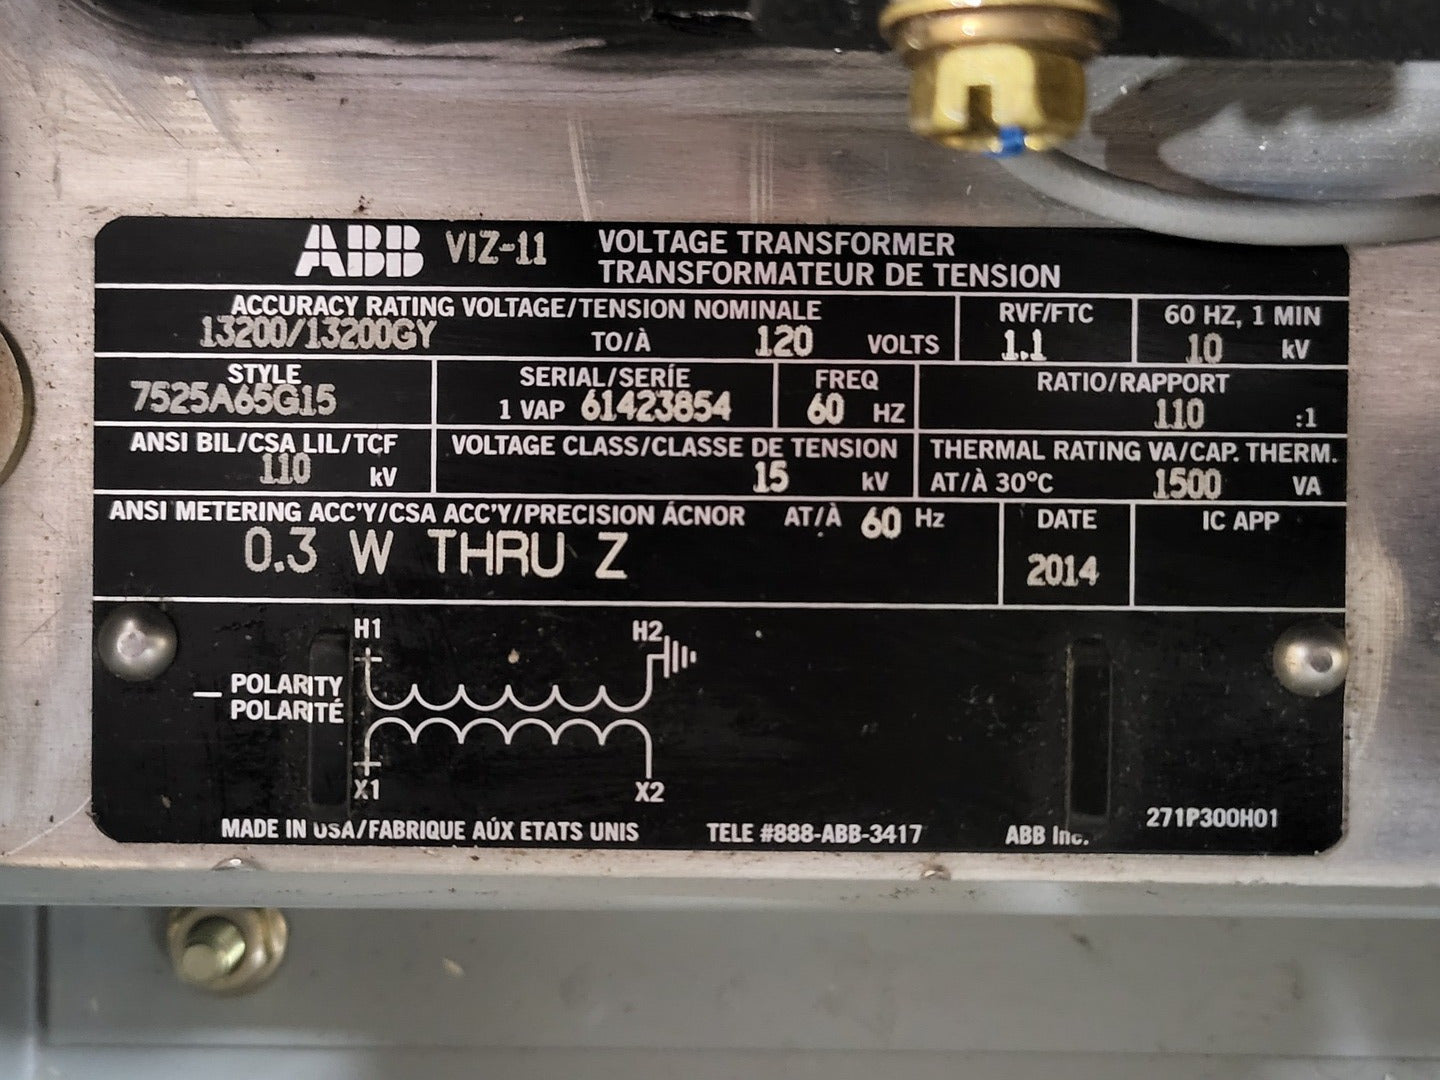 ABB VIZ-11 VOLTAGE TRANSFORMER
TRANSFORMATEUR DE TENSION
ACCURACY RATING VOLTAGE/TENSION NOMINALE
13200/13200GY TO/À 120 VOLTS
RVF/FTC
1.1
60 HZ, 1 MIN
10 kV
STYLE
7525A65G15
SERIAL/SERÍE
1 VAP 61423854
FREQ
60 HZ
RATIO/RAPPORT
110 :1
ANSI BIL/CSA LIL/TCF
110 kV
VOLTAGE CLASS/CLASSE DE TENSION
15 kV
THERMAL RATING VA/CAP. THERM.
AT/À 30°C 1500 VA
ANSI METERING ACC'Y/CSA ACC'Y/PRECISION ÁCNOR AT/À 60 Hz
0.3 W THRU Z
DATE
2014
IC APP
H1 H2
POLARITY
POLARITÉ
X1 X2
MADE IN USA/FABRIQUE AÚX ETATS UNIS TELE #888-ABB-3417 ABB Inc. 271P300H01